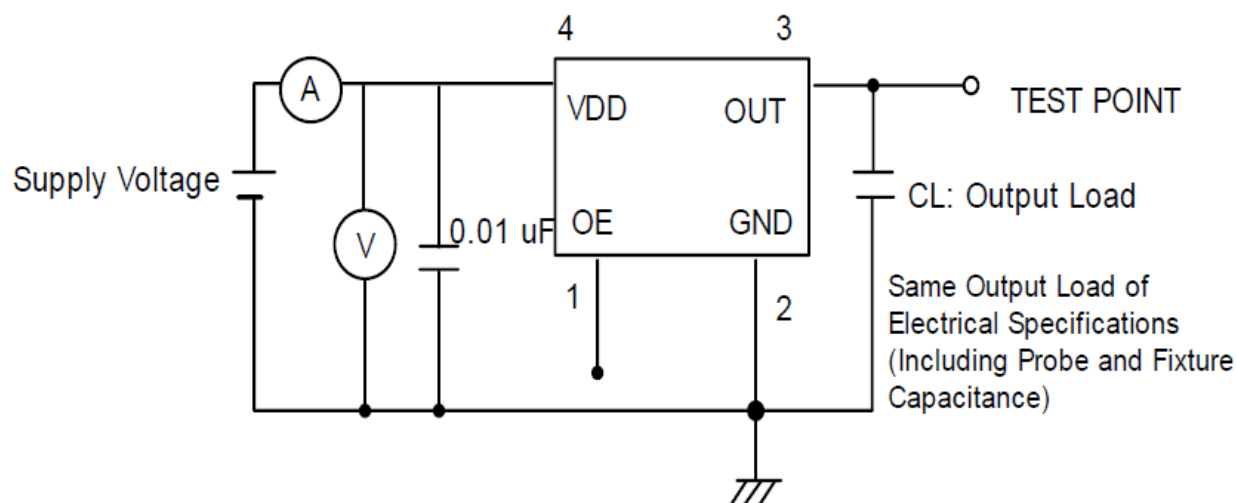 4
3
A
VDD
OUT
TEST POINT
Supply Voltage
CL: Output Load
V
0.01 uF
OE
GND
1
2
Same Output Load of
Electrical Specifications
(Including Probe and Fixture
Capacitance)